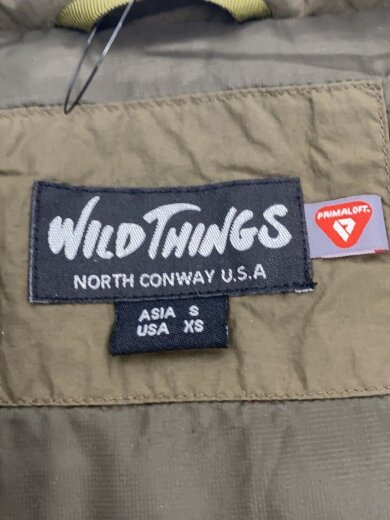 WILD THINGS
NORTH CONWAY U.S.A
PRIMALOFT
ASIA S
USA XS